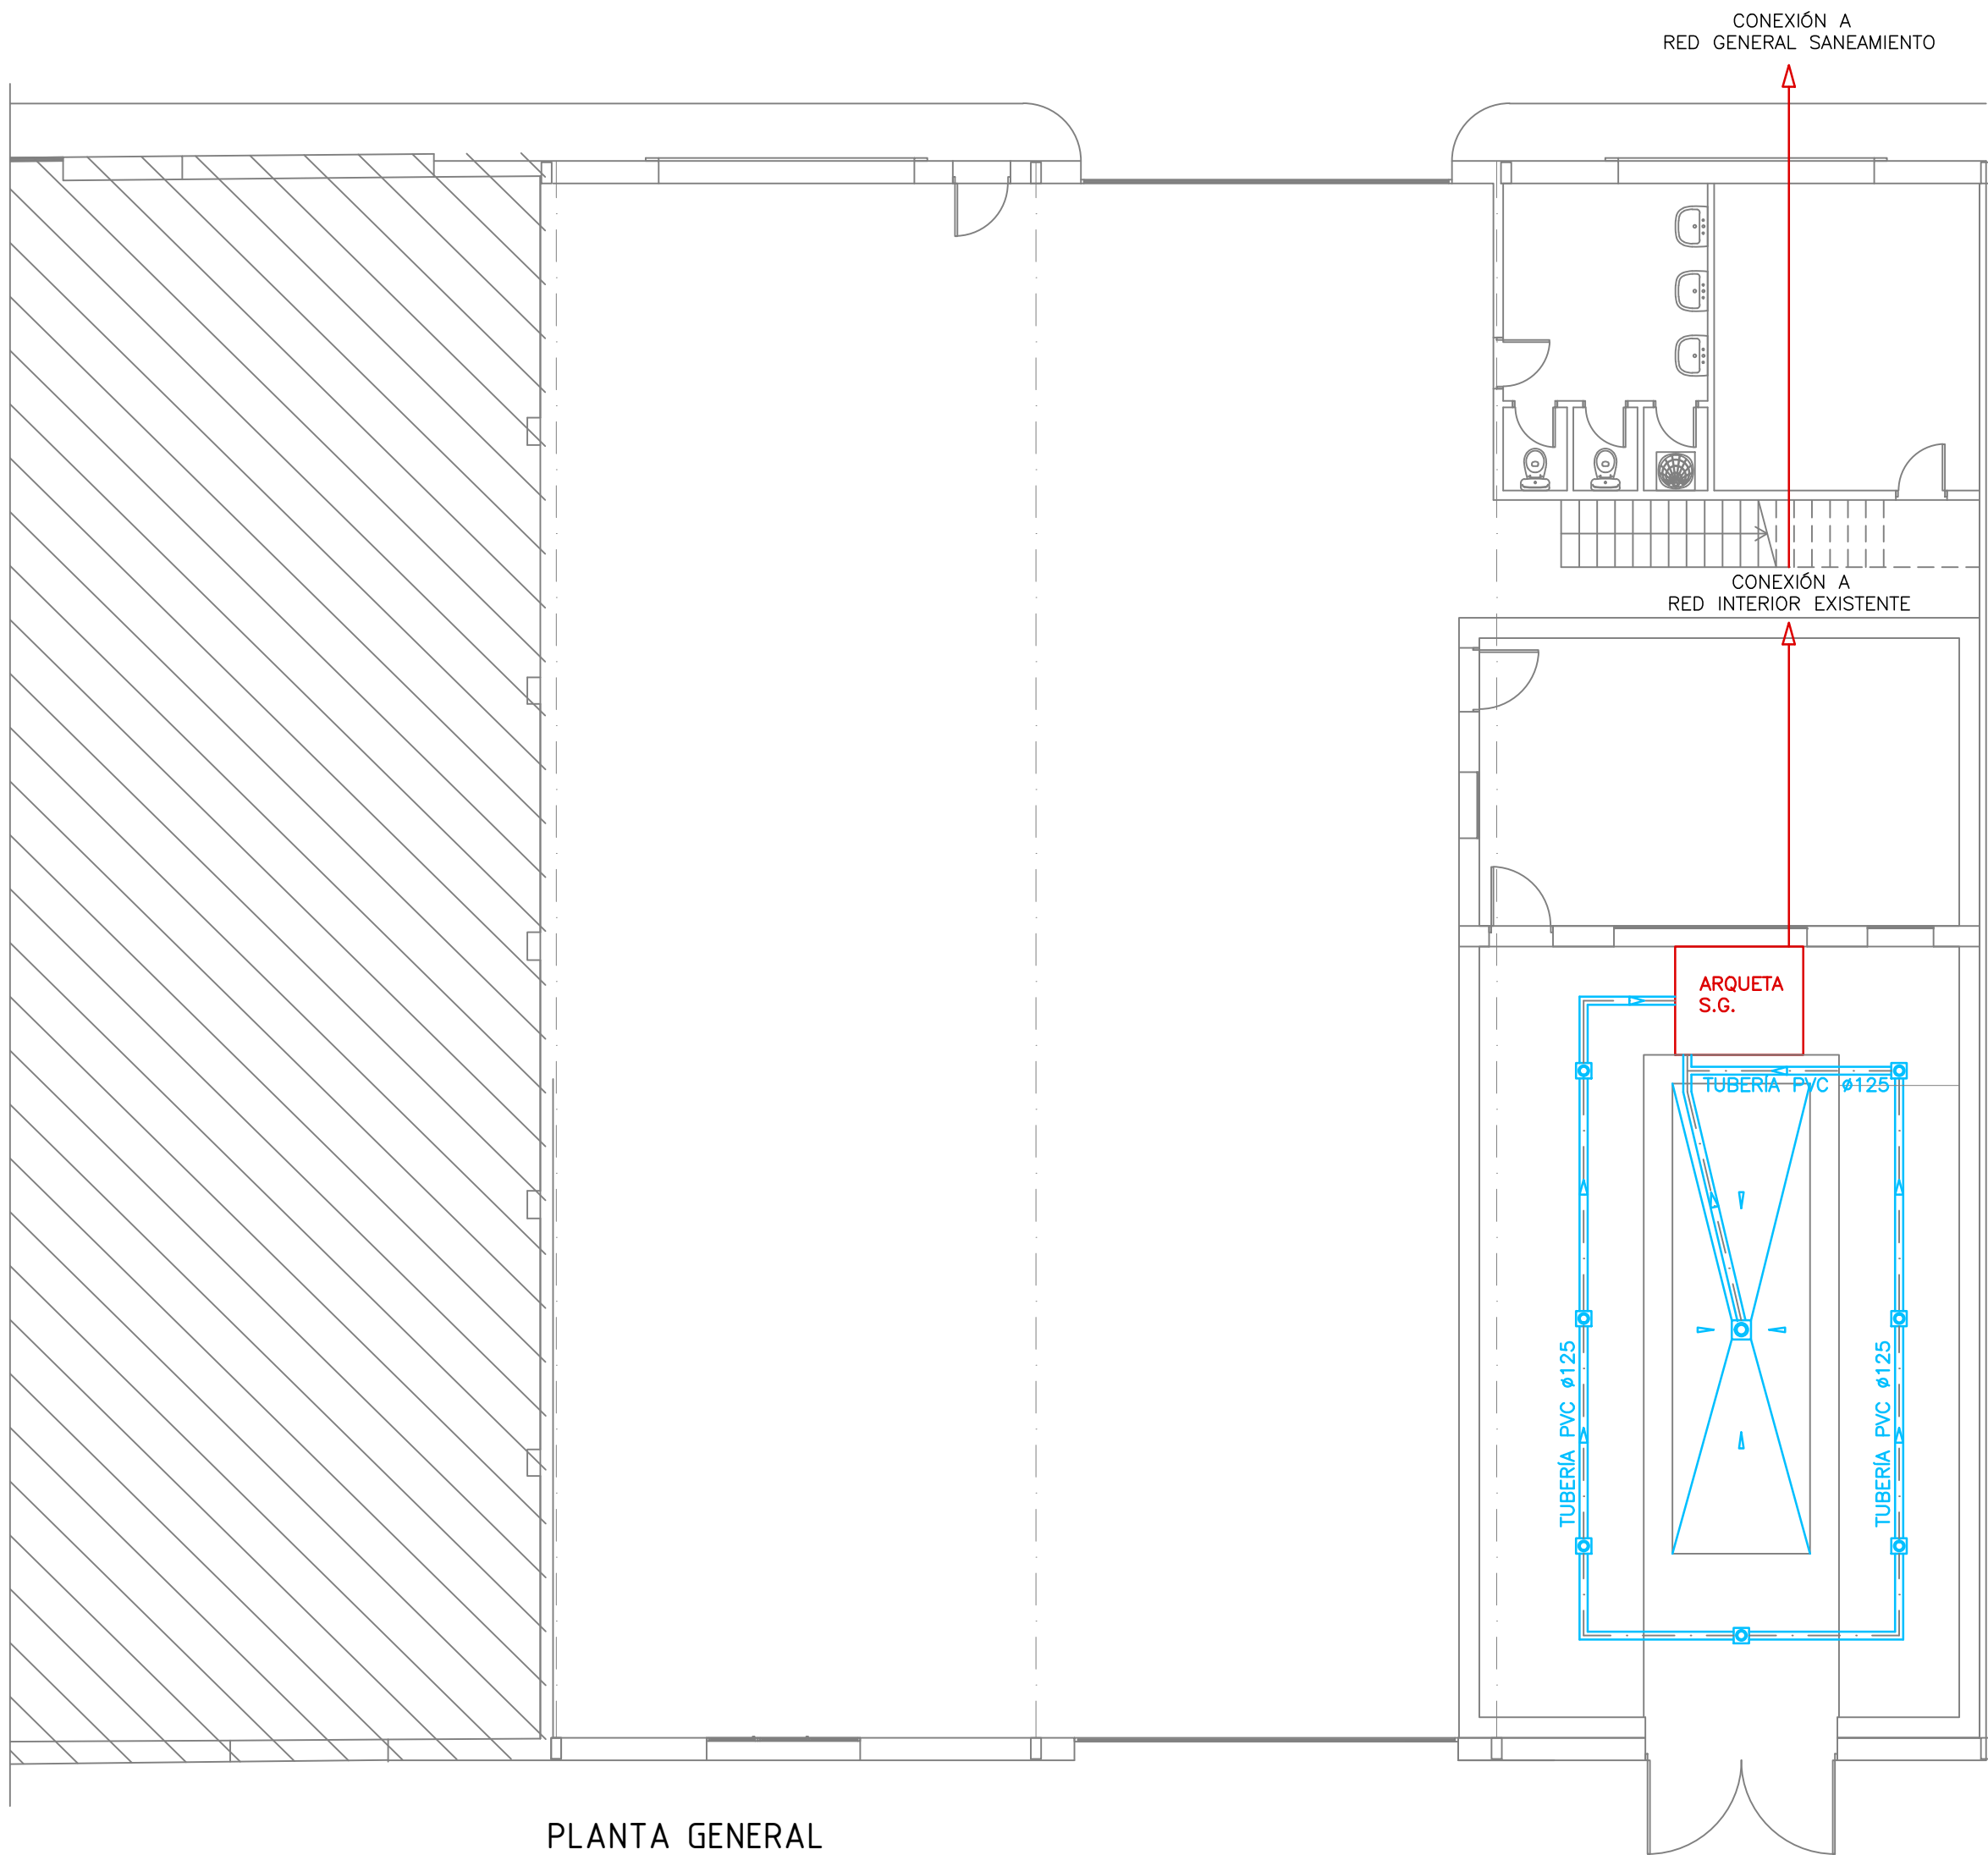 CONEXIÓN A
RED GENERAL SANEAMIENTO
CONEXIÓN A
RED INTERIOR EXISTENTE
ARQUETA
S.G.
TUBERÍA PVC ø125
TUBERÍA PVC ø125
TUBERÍA PVC ø125
PLANTA GENERAL